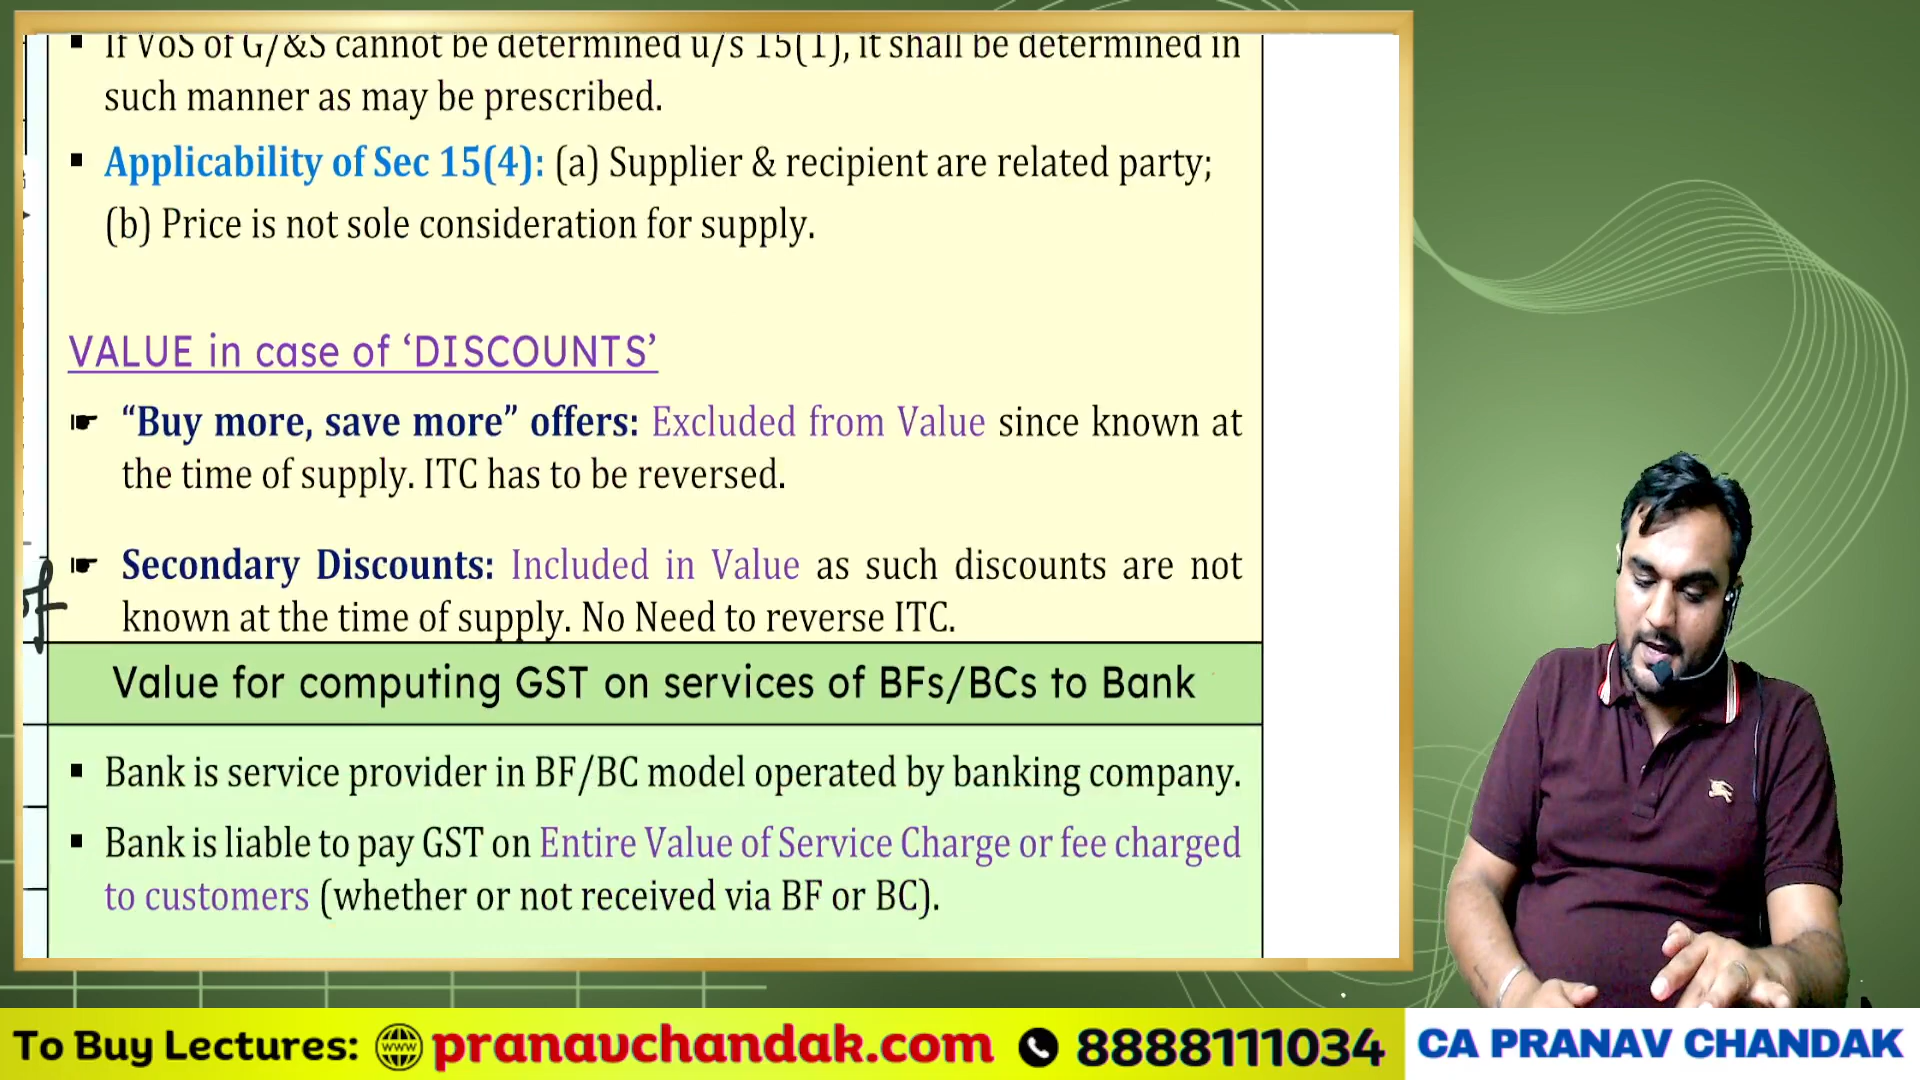 ▪ If VoS of G/&S cannot be determined u/s 15(1), it shall be determined in
such manner as may be prescribed.
▪ Applicability of Sec 15(4): (a) Supplier & recipient are related party;
(b) Price is not sole consideration for supply.
VALUE in case of ‘DISCOUNTS’
☛ “Buy more, save more” offers: Excluded from Value since known at
the time of supply. ITC has to be reversed.
☛ Secondary Discounts: Included in Value as such discounts are not
known at the time of supply. No Need to reverse ITC.
Value for computing GST on services of BFs/BCs to Bank
▪ Bank is service provider in BF/BC model operated by banking company.
▪ Bank is liable to pay GST on Entire Value of Service Charge or fee charged
to customers (whether or not received via BF or BC).
To Buy Lectures: www pranavchandak.com 8888111034 CA PRANAV CHANDAK